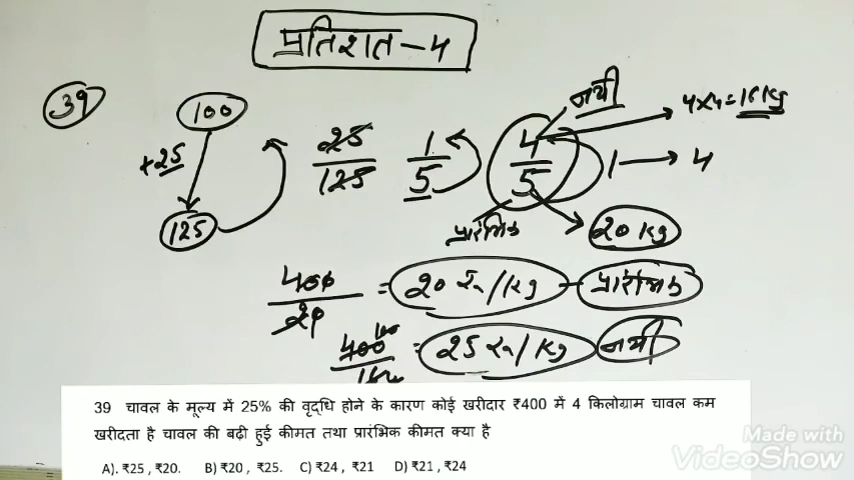 प्रतिशत - 4
39
100
+25
125
25/125
1/5
4/5
नयी
4×4=16Kg
1 → 4
प्रारंभिक
20 Kg
400/20 = 20 रू/Kg - प्रारंभिक
400/16 = 25 रू/Kg नयी
39 चावल के मूल्य में 25% की वृद्धि होने के कारण कोई खरीदार ₹400 में 4 किलोग्राम चावल कम
खरीदता है चावल की बढ़ी हुई कीमत तथा प्रारंभिक कीमत क्या है
A). ₹25 , ₹20. B) ₹20 , ₹25. C) ₹24 , ₹21 D) ₹21 , ₹24
Made with
VideoShow